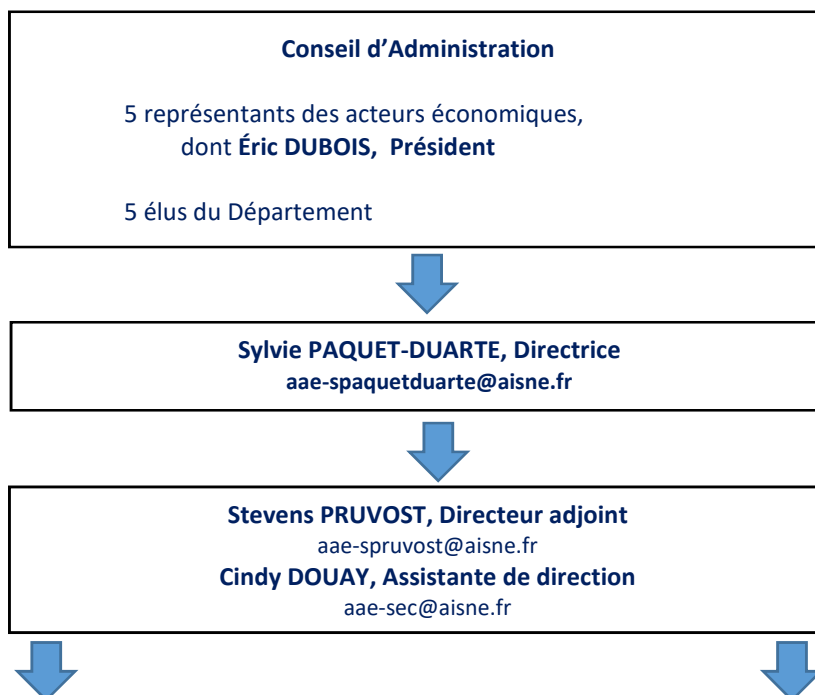 Conseil d’Administration
5 représentants des acteurs économiques,
dont Éric DUBOIS, Président
5 élus du Département
Sylvie PAQUET-DUARTE, Directrice
aae-spaquetduarte@aisne.fr
Stevens PRUVOST, Directeur adjoint
aae-spruvost@aisne.fr
Cindy DOUAY, Assistante de direction
aae-sec@aisne.fr